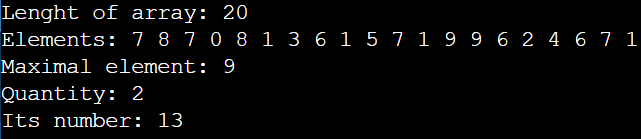 Lenght of array: 20
Elements: 7 8 7 0 8 1 3 6 1 5 7 1 9 9 6 2 4 6 7 1
Maximal element: 9
Quantity: 2
Its number: 13